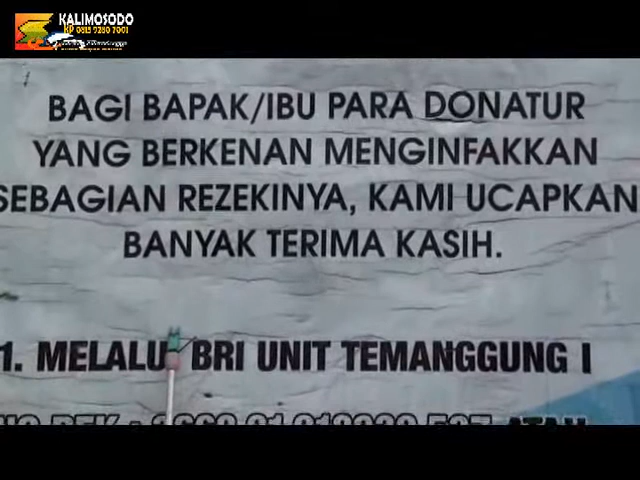 KALIMOSODO
BAGI BAPAK/IBU PARA DONATUR
YANG BERKENAN MENGINFAKKAN
SEBAGIAN REZEKINYA, KAMI UCAPKAN
BANYAK TERIMA KASIH.
1. MELALUI BRI UNIT TEMANGGUNG I